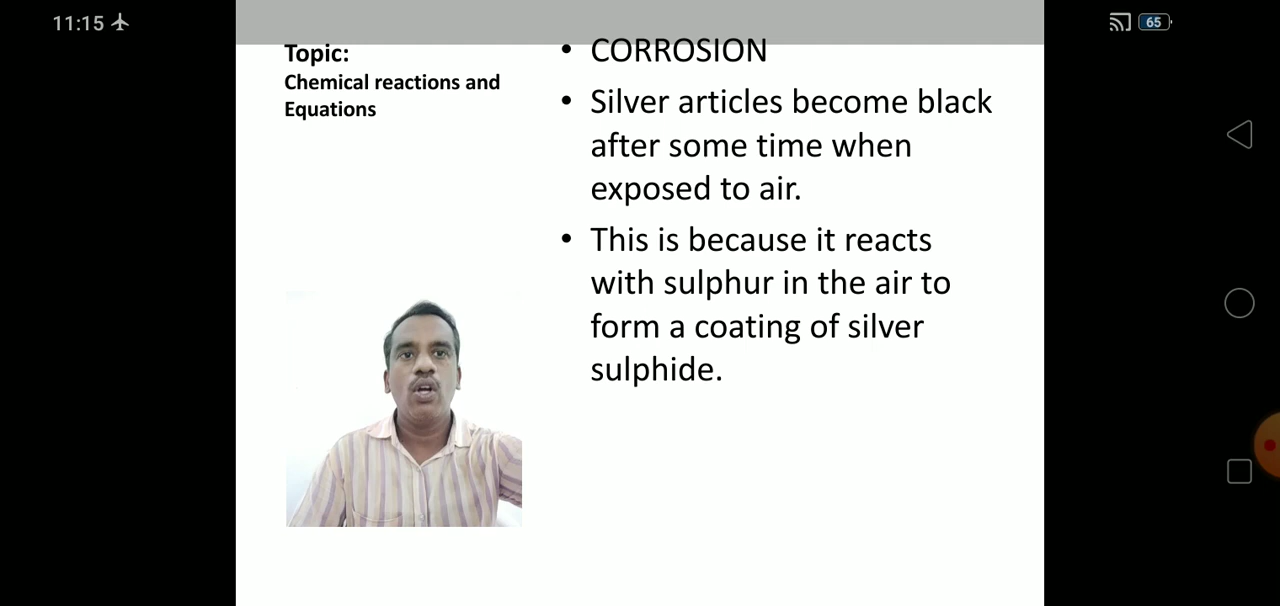 11:15
65
Topic:
Chemical reactions and
Equations
• CORROSION
• Silver articles become black
after some time when
exposed to air.
• This is because it reacts
with sulphur in the air to
form a coating of silver
sulphide.